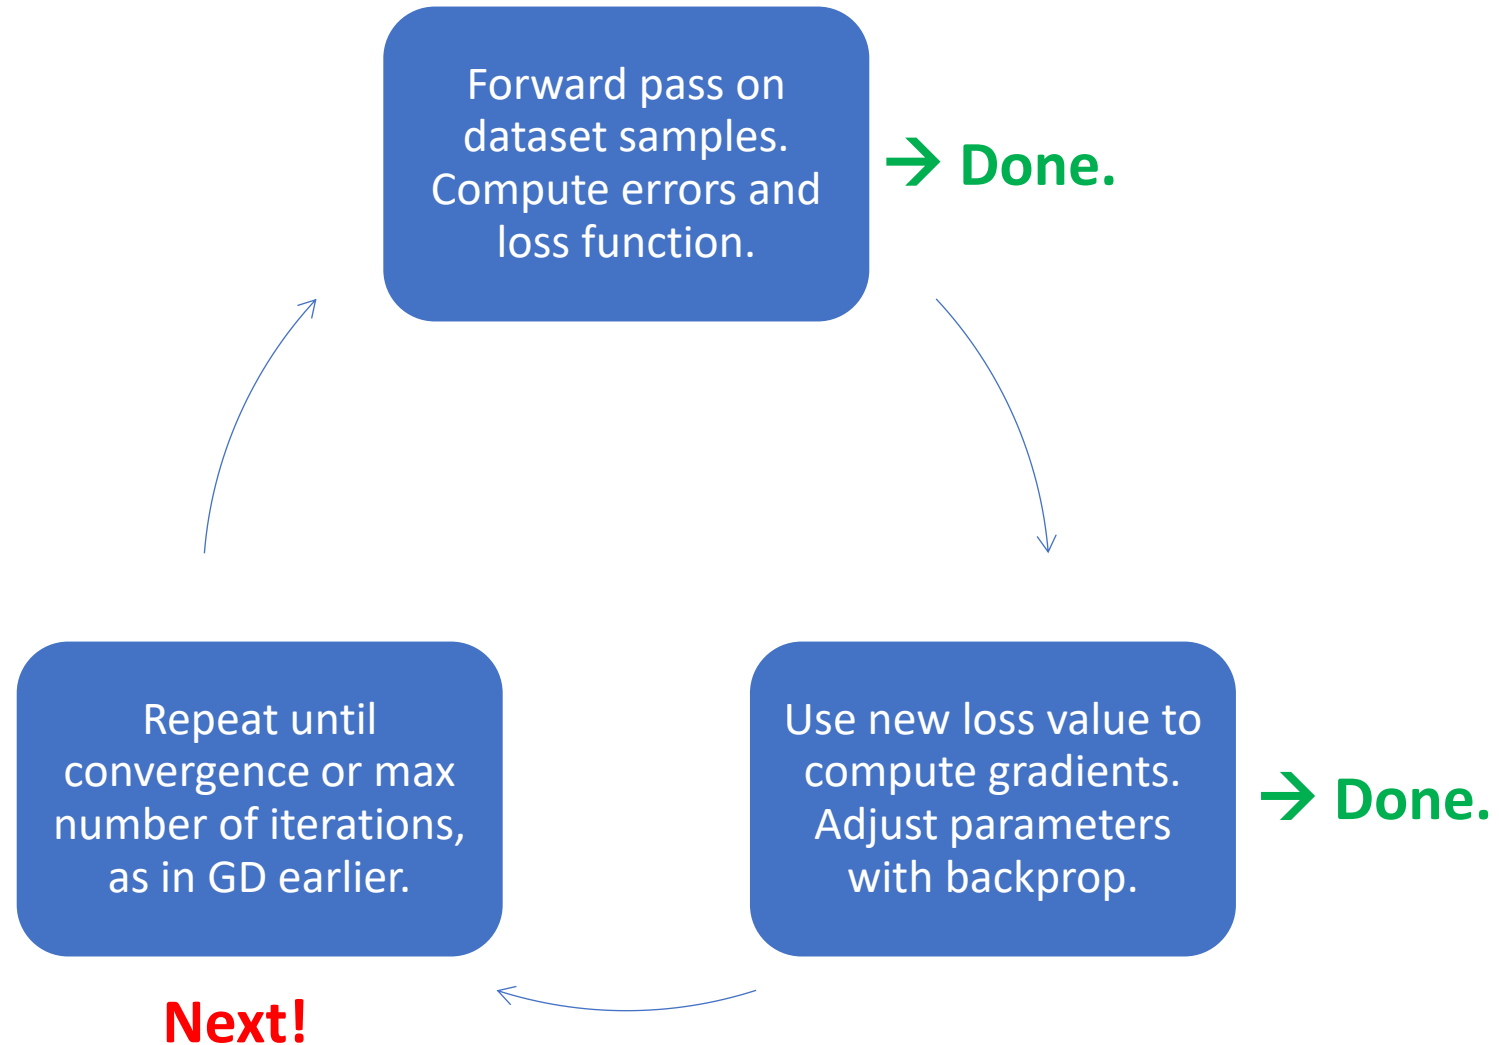 Forward pass on
dataset samples.
Compute errors and
loss function.
→ Done.
Use new loss value to
compute gradients.
Adjust parameters
with backprop.
→ Done.
Repeat until
convergence or max
number of iterations,
as in GD earlier.
Next!